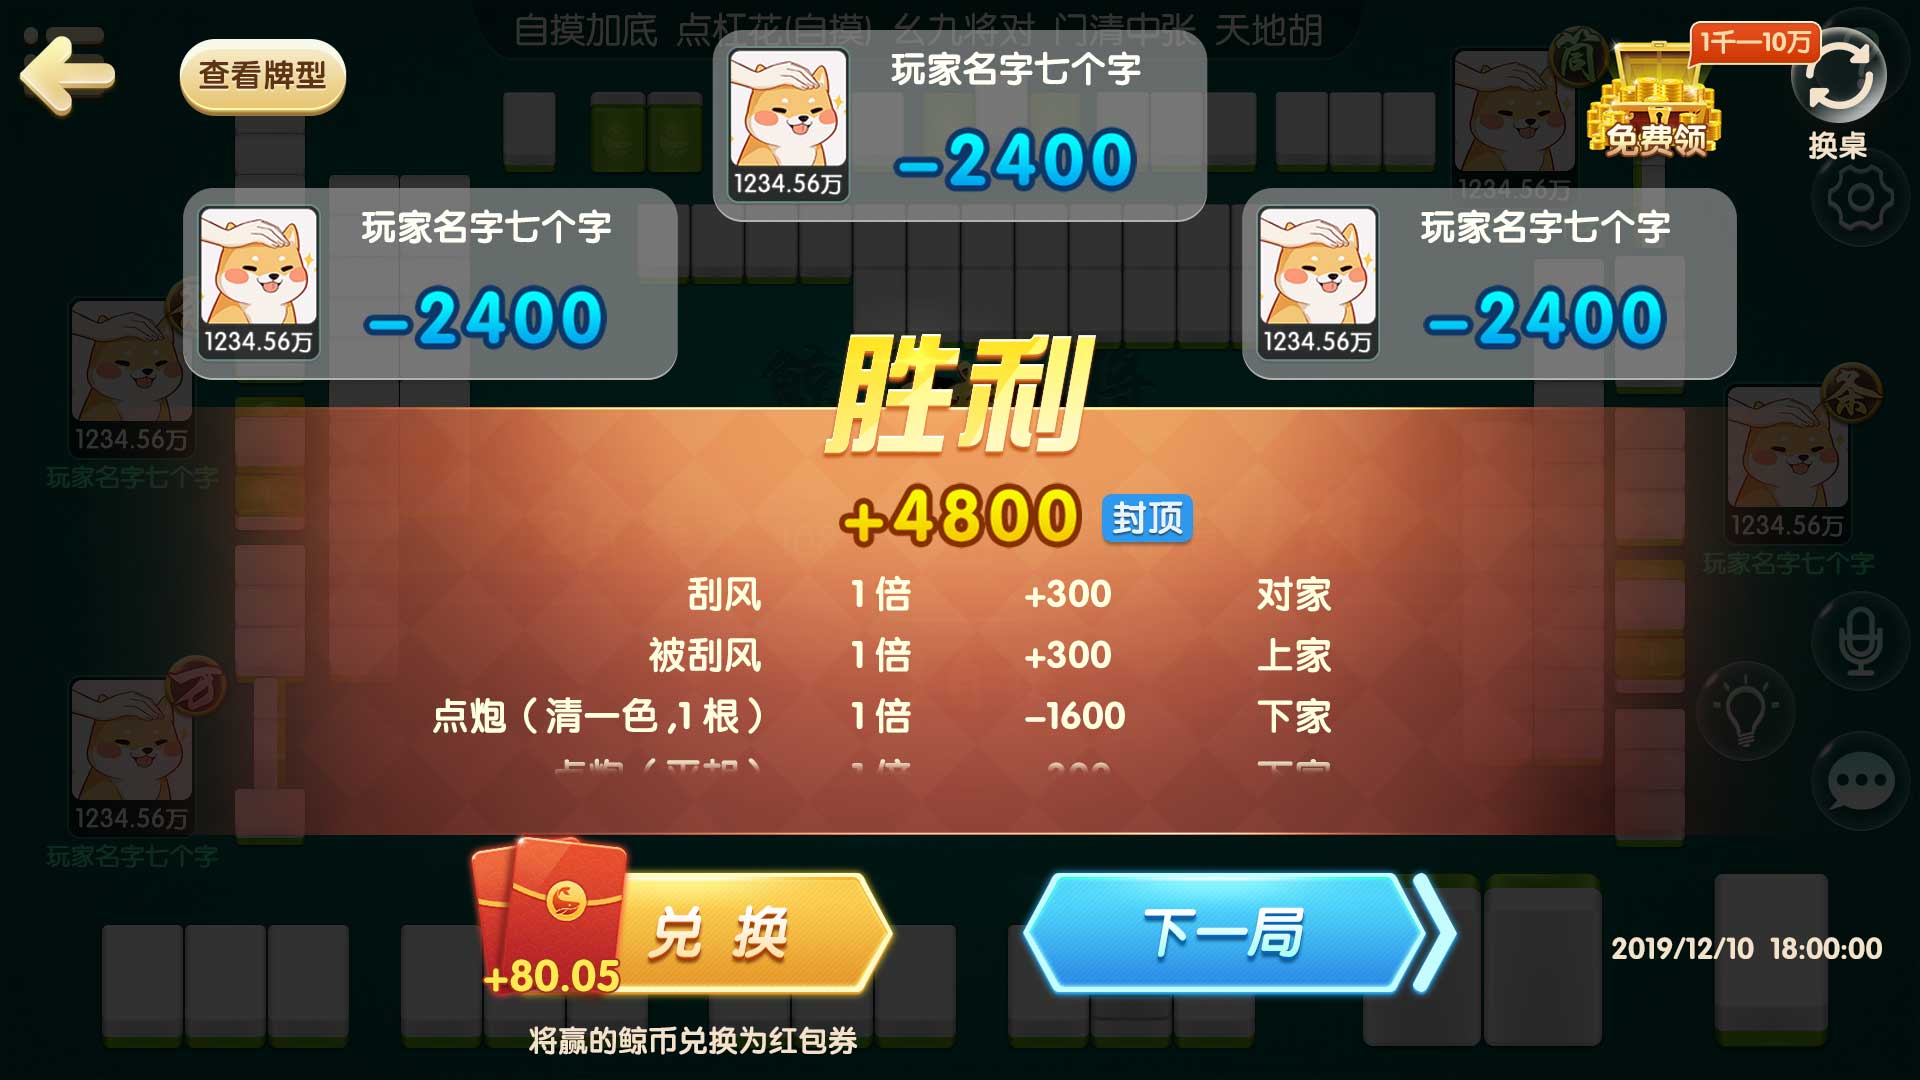 自摸加底 点杠花(自摸) 幺九将对 门清中张 天地胡
查看牌型
1千—10万
免费领
换桌
玩家名字七个字
-2400
1234.56万
玩家名字七个字
-2400
1234.56万
玩家名字七个字
-2400
1234.56万
筒
1234.56万
1234.56万
玩家名字七个字
条
1234.56万
玩家名字七个字
万
1234.56万
玩家名字七个字
胜利
+4800 封顶
刮风 1倍 +300 对家
被刮风 1倍 +300 上家
点炮（清一色,1根） 1倍 -1600 下家
+80.05
兑换
下一局
2019/12/10 18:00:00
将赢的鲸币兑换为红包券